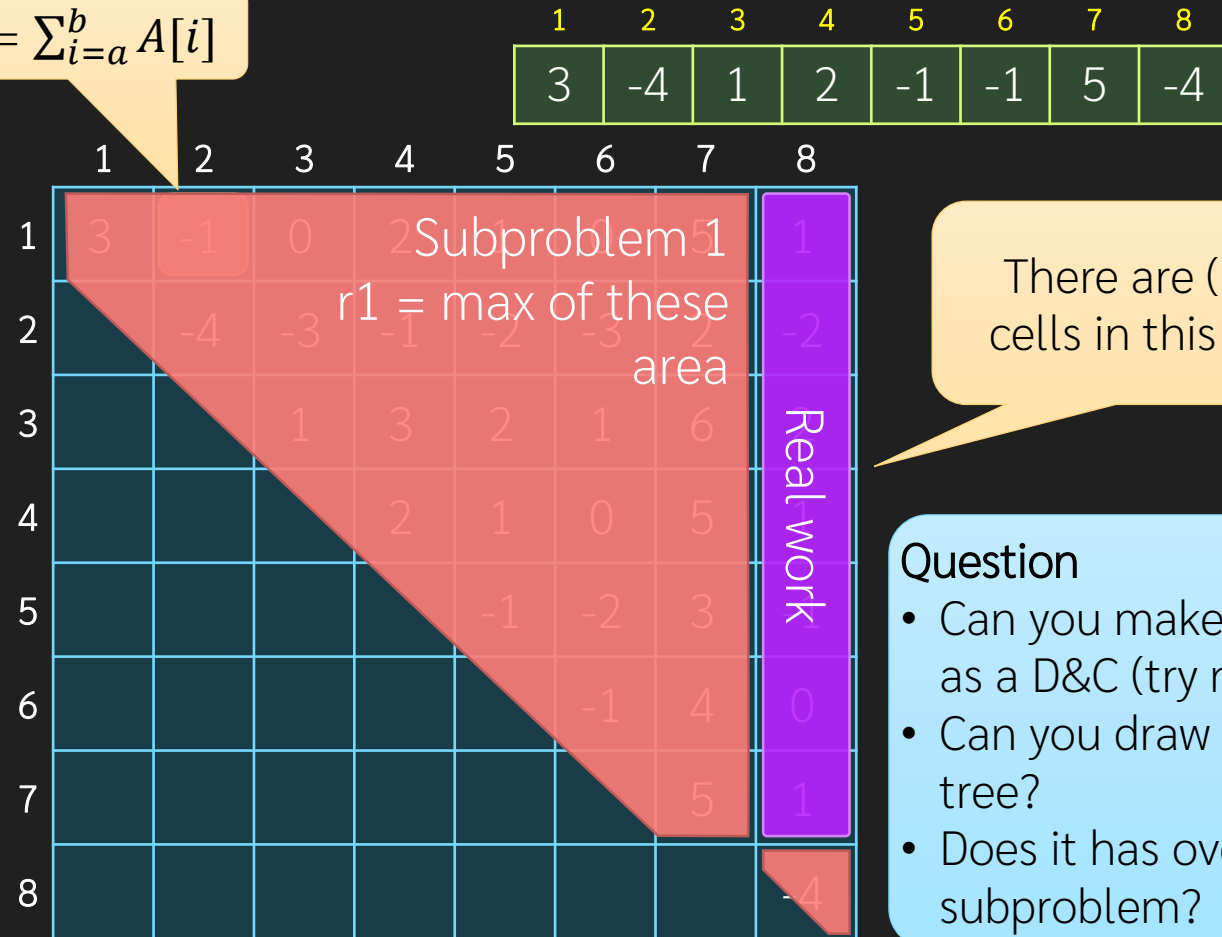 = ∑_{i=a}^{b} A[i]
1 2 3 4 5 6 7 8
3 -4 1 2 -1 -1 5 -4
1 2 3 4 5 6 7 8
1 3 -1 0 2 1 0 5 1
Subproblem 1
r1 = max of these
area
2 -4 -3 -1 -2 -3 2 -2
3 1 3 2 1 6
4 2 1 0 5 1
5 -1 -2 3
6 -1 4 0
7 5 1
8 -4
Real work
There are (
cells in this
Question
• Can you make
as a D&C (try
• Can you draw
tree?
• Does it has
subproblem?